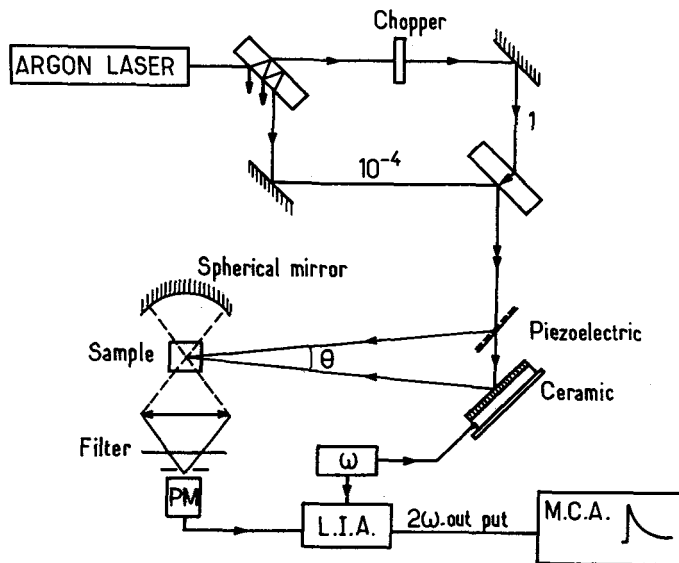 Chopper
ARGON LASER
1
10⁻⁴
Spherical mirror
Piezoelectric
Sample
θ
Ceramic
Filter
ω
PM
L.I.A.
2ω.out put
M.C.A.